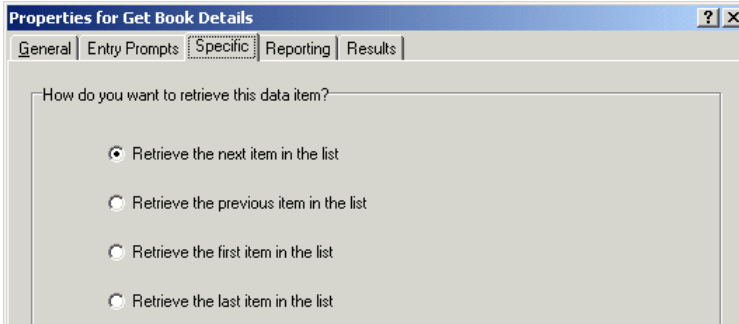 Properties for Get Book Details
General Entry Prompts Specific Reporting Results
How do you want to retrieve this data item?
Retrieve the next item in the list
Retrieve the previous item in the list
Retrieve the first item in the list
Retrieve the last item in the list